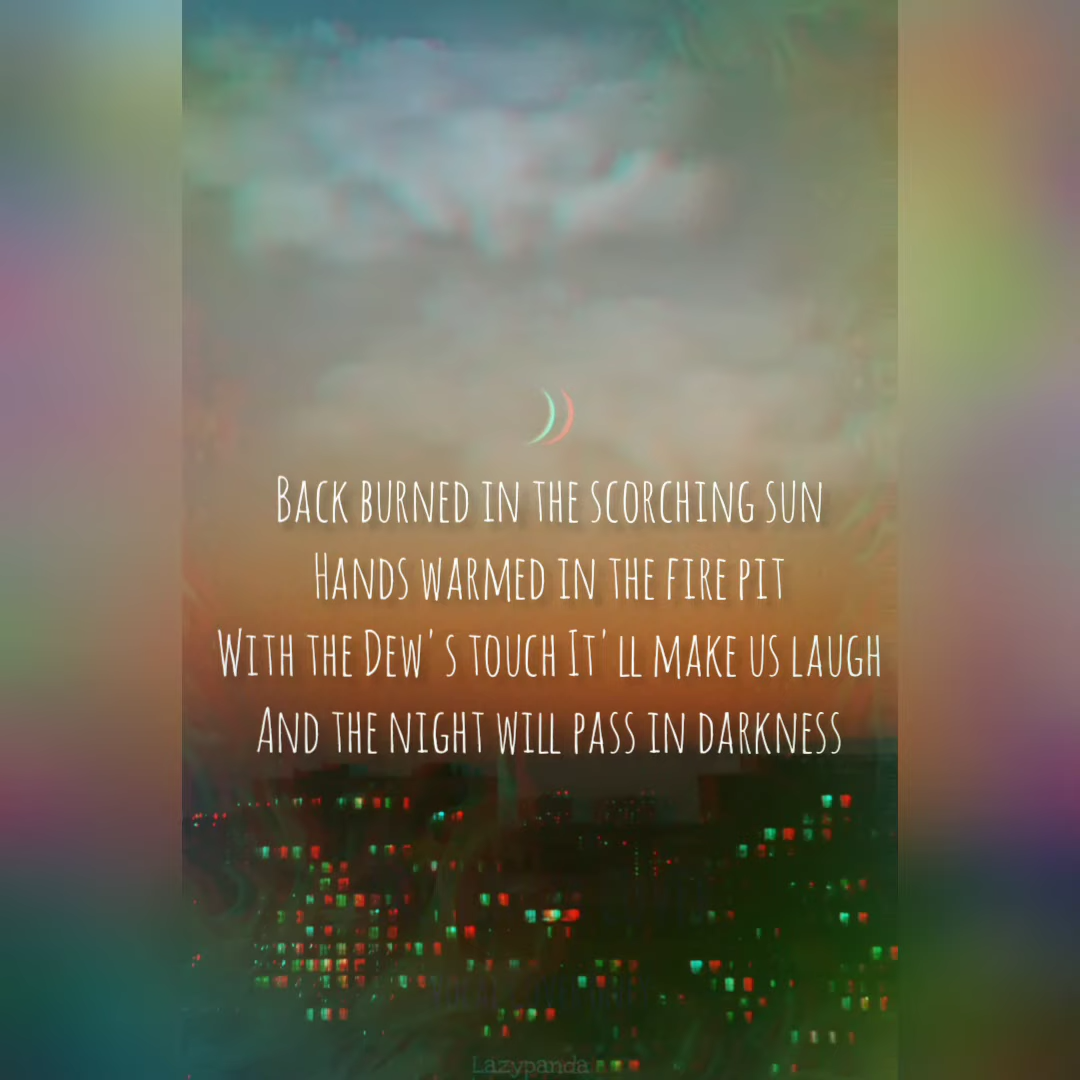 Back burned in the scorching sun
Hands warmed in the fire pit
With the Dew's touch It'll make us laugh
And the night will pass in darkness
Lazypanda